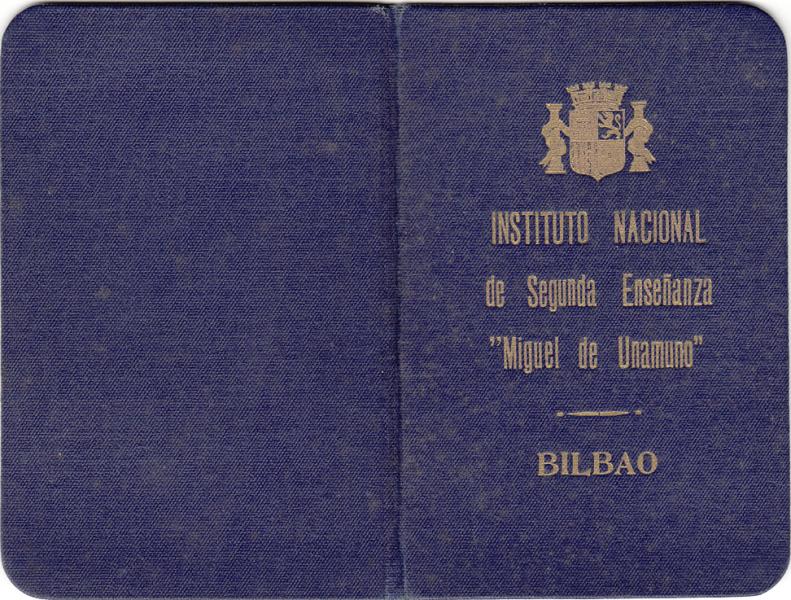 INSTITUTO NACIONAL
de Segunda Enseñanza
"Miguel de Unamuno"
BILBAO